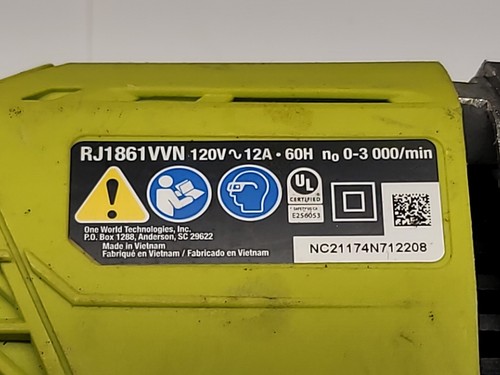 RJ1861VVN 120V ∿ 12A • 60H n₀ 0-3 000/min
UL
CERTIFIED
E256053
One World Technologies, Inc.
P.O. Box 1288, Anderson, SC 29622
Made in Vietnam
Fabriqué en Vietnam / Fabricado en Vietnam
NC21174N712208